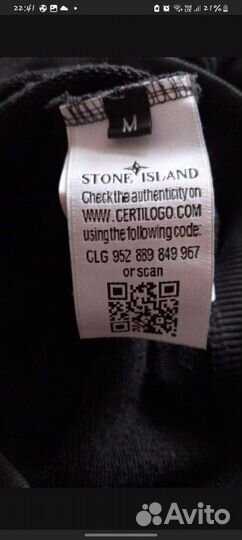 22:41
21%
M
STONE ISLAND
Check the authenticity on
WWW.CERTILOGO.COM
using the following code:
CLG 952 889 849 967
or scan
Avito